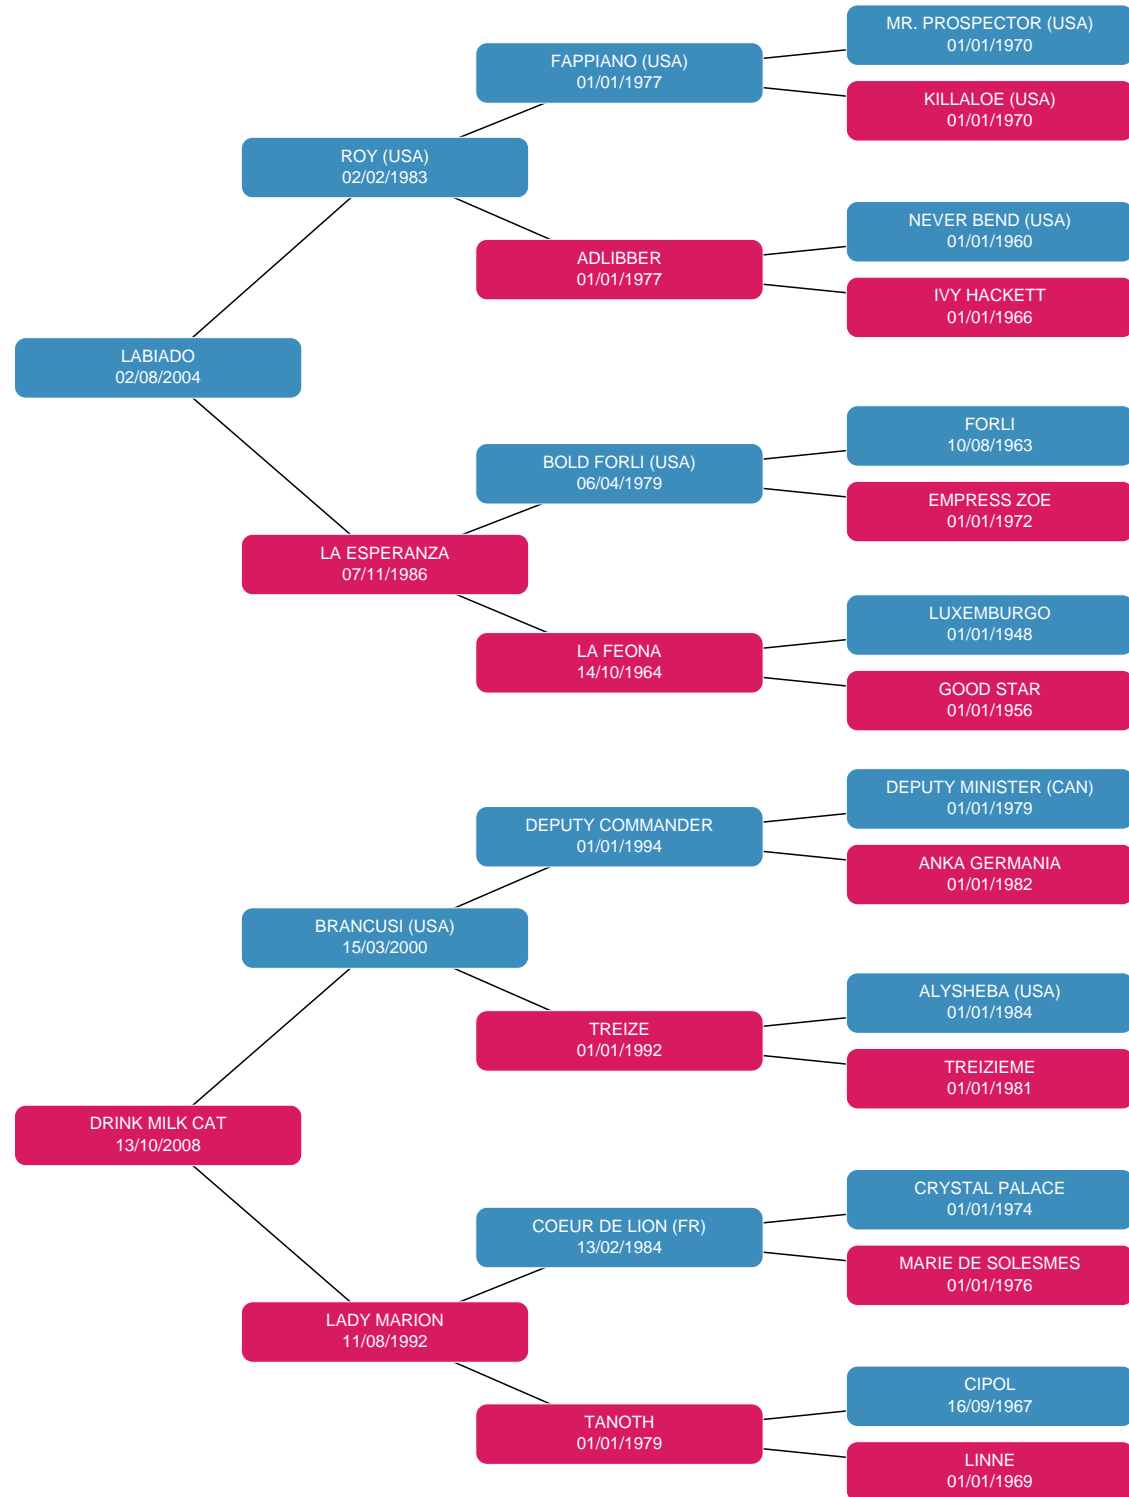 MR. PROSPECTOR (USA)
01/01/1970
FAPPIANO (USA)
01/01/1977
KILLALOE (USA)
01/01/1970
ROY (USA)
02/02/1983
NEVER BEND (USA)
01/01/1960
ADLIBBER
01/01/1977
IVY HACKETT
01/01/1966
LABIADO
02/08/2004
FORLI
10/08/1963
BOLD FORLI (USA)
06/04/1979
EMPRESS ZOE
01/01/1972
LA ESPERANZA
07/11/1986
LUXEMBURGO
01/01/1948
LA FEONA
14/10/1964
GOOD STAR
01/01/1956
DEPUTY MINISTER (CAN)
01/01/1979
DEPUTY COMMANDER
01/01/1994
ANKA GERMANIA
01/01/1982
BRANCUSI (USA)
15/03/2000
ALYSHEBA (USA)
01/01/1984
TREIZE
01/01/1992
TREIZIEME
01/01/1981
DRINK MILK CAT
13/10/2008
CRYSTAL PALACE
01/01/1974
COEUR DE LION (FR)
13/02/1984
MARIE DE SOLESMES
01/01/1976
LADY MARION
11/08/1992
CIPOL
16/09/1967
TANOTH
01/01/1979
LINNE
01/01/1969